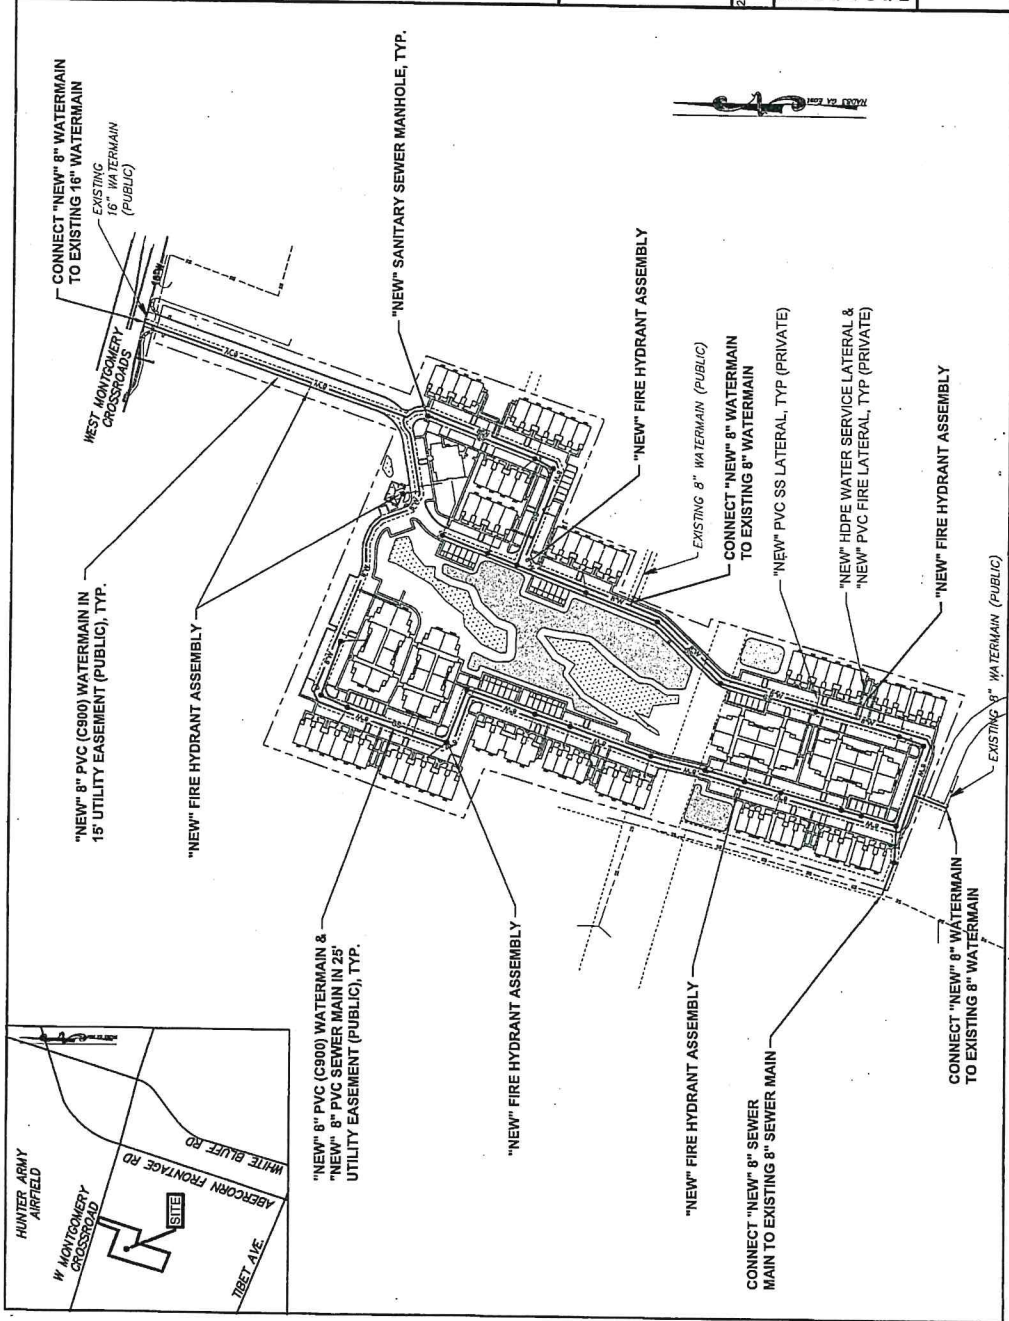 CONNECT "NEW" 8" WATERMAIN
TO EXISTING 16" WATERMAIN
EXISTING
16" WATERMAIN
(PUBLIC)
WEST MONTGOMERY
CROSSROADS
"NEW" SANITARY SEWER MANHOLE, TYP.
"NEW" 8" PVC (C900) WATERMAIN IN
15' UTILITY EASEMENT (PUBLIC), TYP.
"NEW" FIRE HYDRANT ASSEMBLY
"NEW" FIRE HYDRANT ASSEMBLY
EXISTING 8" WATERMAIN (PUBLIC)
CONNECT "NEW" 8" WATERMAIN
TO EXISTING 8" WATERMAIN
"NEW" PVC SS LATERAL, TYP (PRIVATE)
"NEW" HDPE WATER SERVICE LATERAL &
"NEW" PVC FIRE LATERAL, TYP (PRIVATE)
"NEW" FIRE HYDRANT ASSEMBLY
EXISTING 8" WATERMAIN (PUBLIC)
"NEW" 8" PVC (C900) WATERMAIN &
"NEW" 8" PVC SEWER MAIN IN 25'
UTILITY EASEMENT (PUBLIC), TYP.
"NEW" FIRE HYDRANT ASSEMBLY
"NEW" FIRE HYDRANT ASSEMBLY
CONNECT "NEW" 8" SEWER
MAIN TO EXISTING 8" SEWER MAIN
CONNECT "NEW" 8" WATERMAIN
TO EXISTING 8" WATERMAIN
HUNTER ARMY
AIRFIELD
W MONTGOMERY
CROSSROAD
SITE
TIBET AVE.
ABERCORN FRONTAGE RD
WHITE BLUFF RD
NAD83 GA East